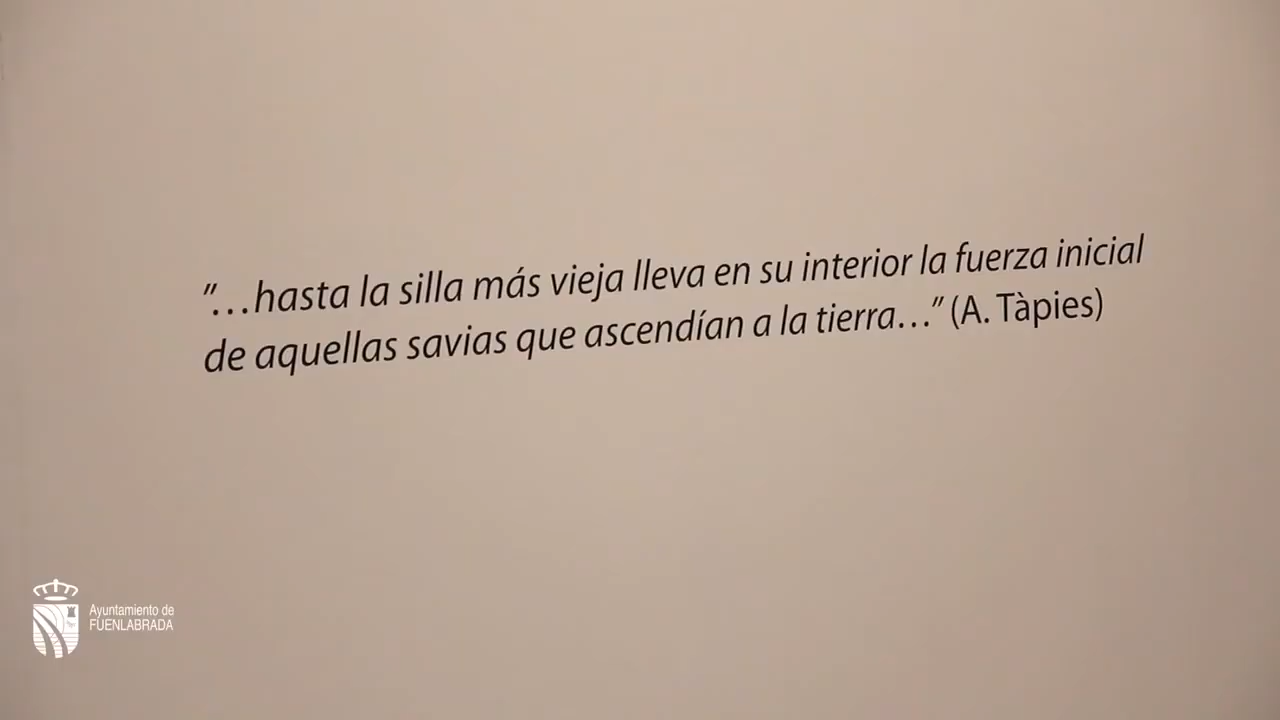 "...hasta la silla más vieja lleva en su interior la fuerza inicial
de aquellas savias que ascendían a la tierra..." (A. Tàpies)
Ayuntamiento de
FUENLABRADA